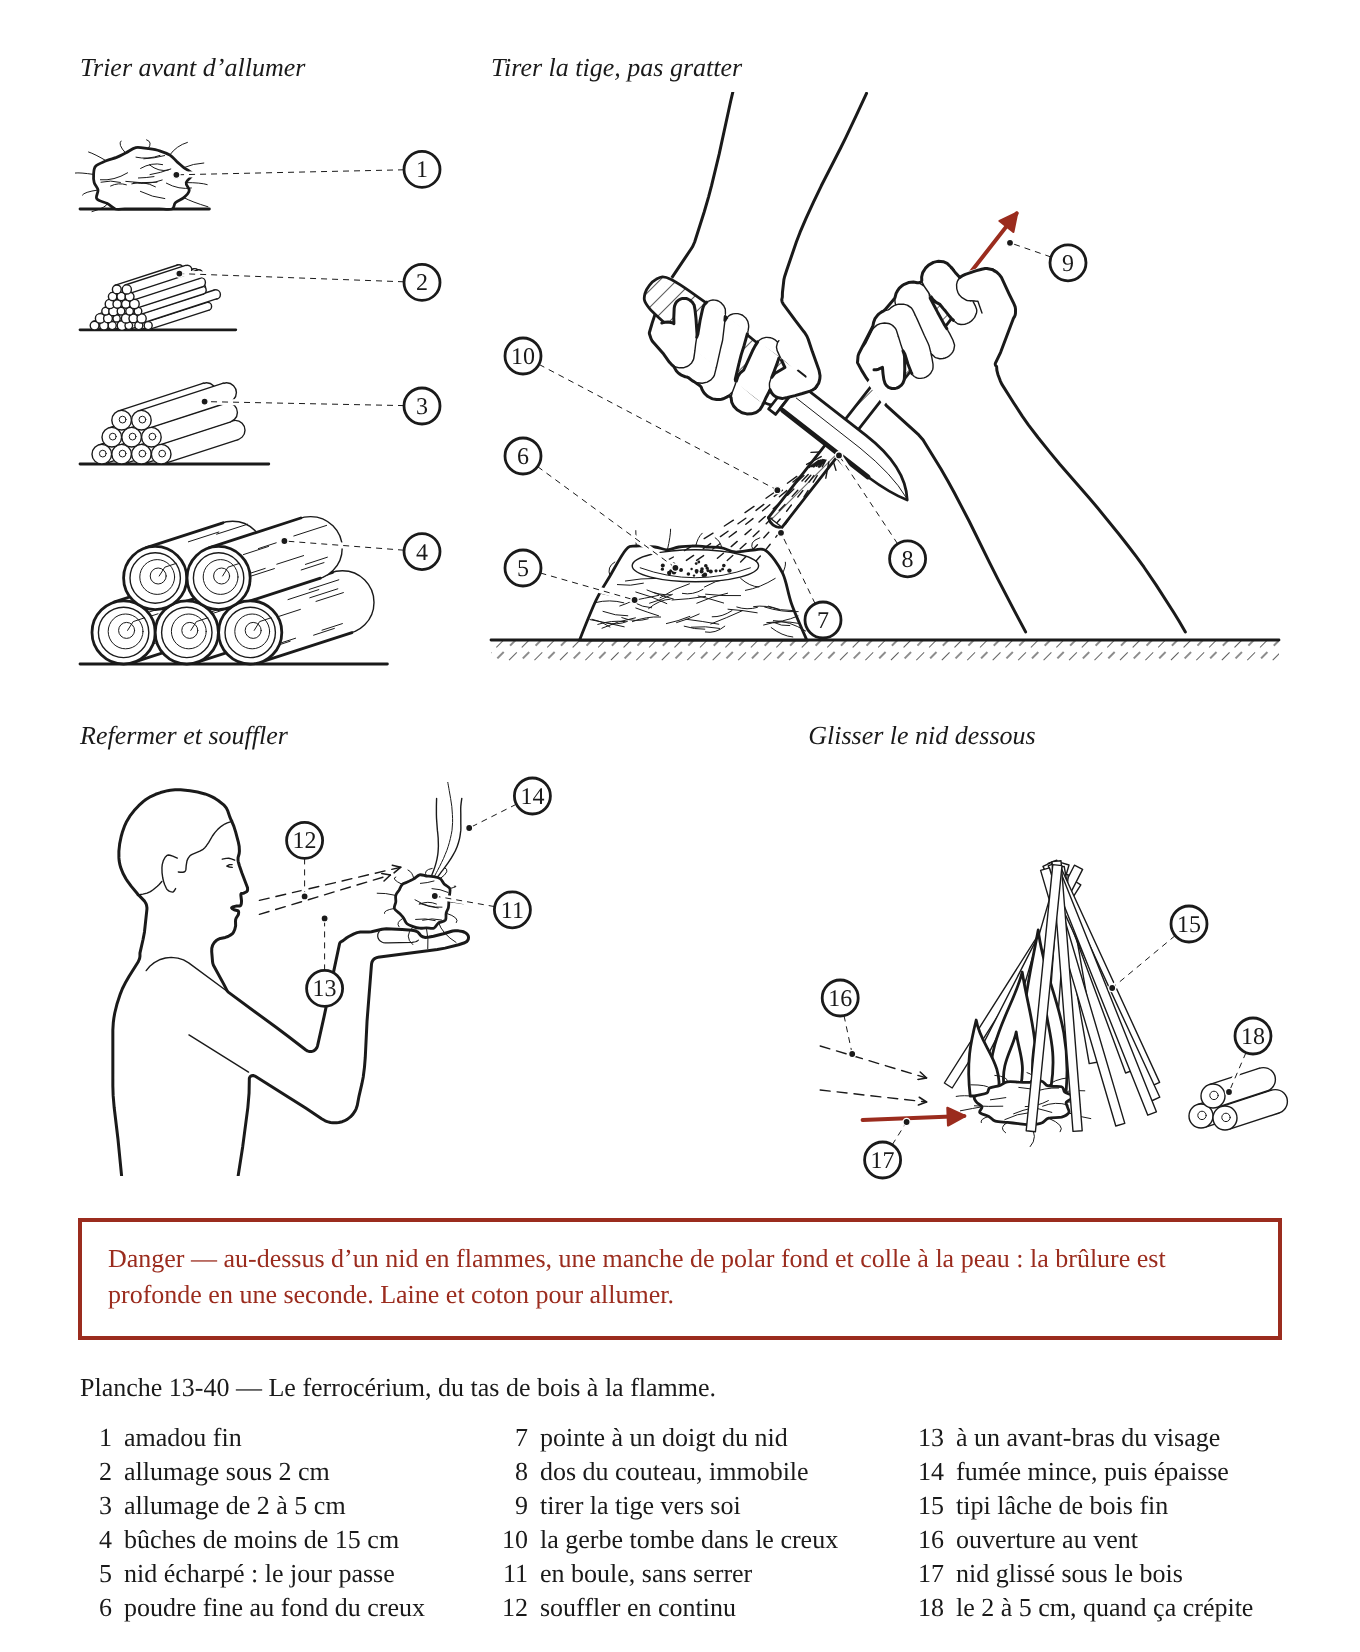 Trier avant d’allumer
Tirer la tige, pas gratter
1
2
3
4
9
10
6
5
8
7
Refermer et souffler
Glisser le nid dessous
14
12
11
13
15
16
18
17
Danger — au-dessus d’un nid en flammes, une manche de polar fond et colle à la peau : la brûlure est
profonde en une seconde. Laine et coton pour allumer.
Planche 13-40 — Le ferrocérium, du tas de bois à la flamme.
1 amadou fin
2 allumage sous 2 cm
3 allumage de 2 à 5 cm
4 bûches de moins de 15 cm
5 nid écharpé : le jour passe
6 poudre fine au fond du creux
7 pointe à un doigt du nid
8 dos du couteau, immobile
9 tirer la tige vers soi
10 la gerbe tombe dans le creux
11 en boule, sans serrer
12 souffler en continu
13 à un avant-bras du visage
14 fumée mince, puis épaisse
15 tipi lâche de bois fin
16 ouverture au vent
17 nid glissé sous le bois
18 le 2 à 5 cm, quand ça crépite